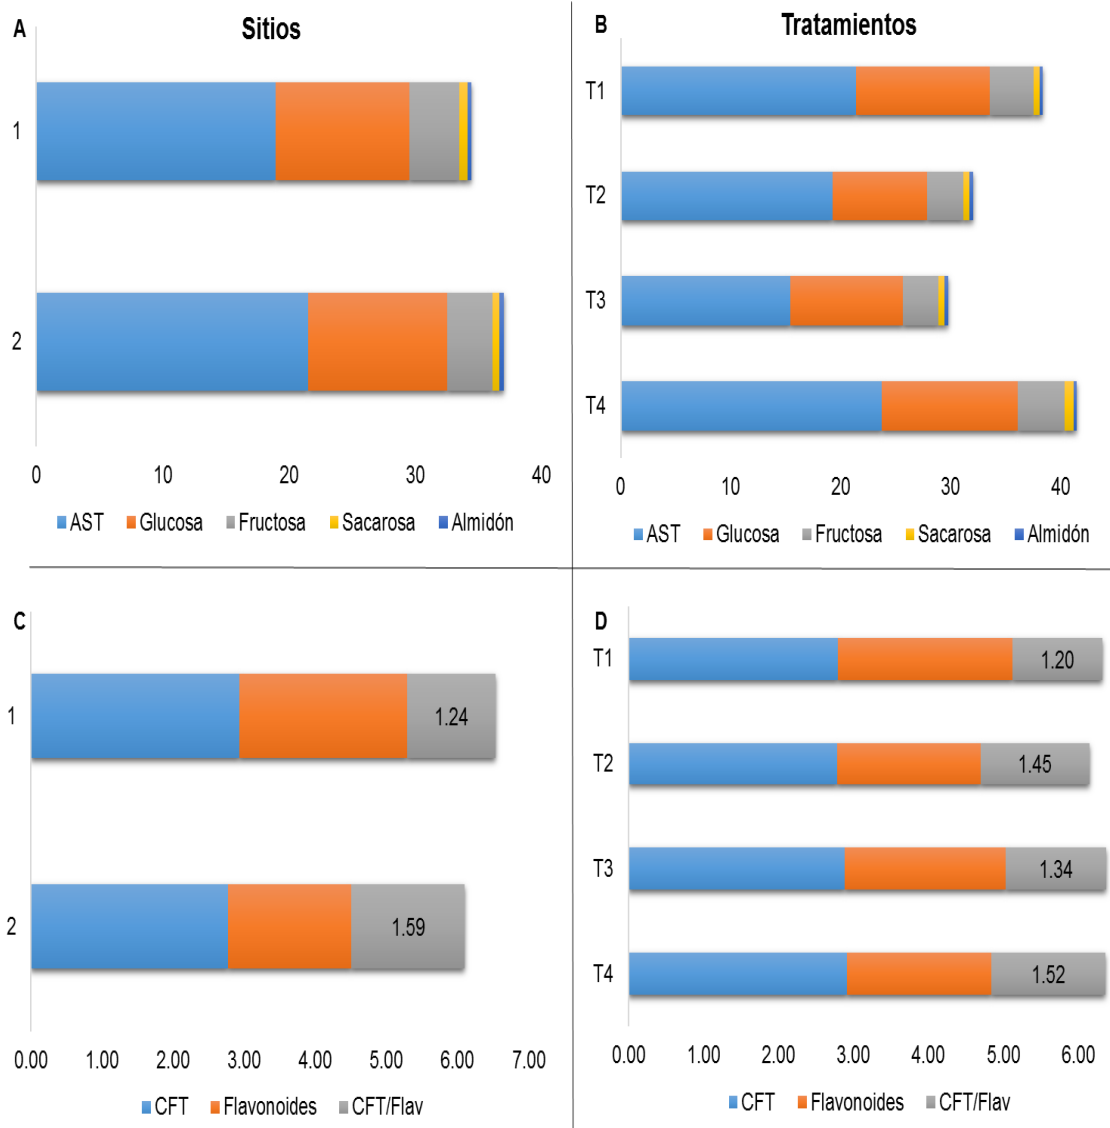 A Sitios
1
2
0 10 20 30 40
AST Glucosa Fructosa Sacarosa Almidón
B Tratamientos
T1
T2
T3
T4
0 10 20 30 40
AST Glucosa Fructosa Sacarosa Almidón
C
1 1.24
2 1.59
0.00 1.00 2.00 3.00 4.00 5.00 6.00 7.00
CFT Flavonoides CFT/Flav
D
T1 1.20
T2 1.45
T3 1.34
T4 1.52
0.00 1.00 2.00 3.00 4.00 5.00 6.00
CFT Flavonoides CFT/Flav